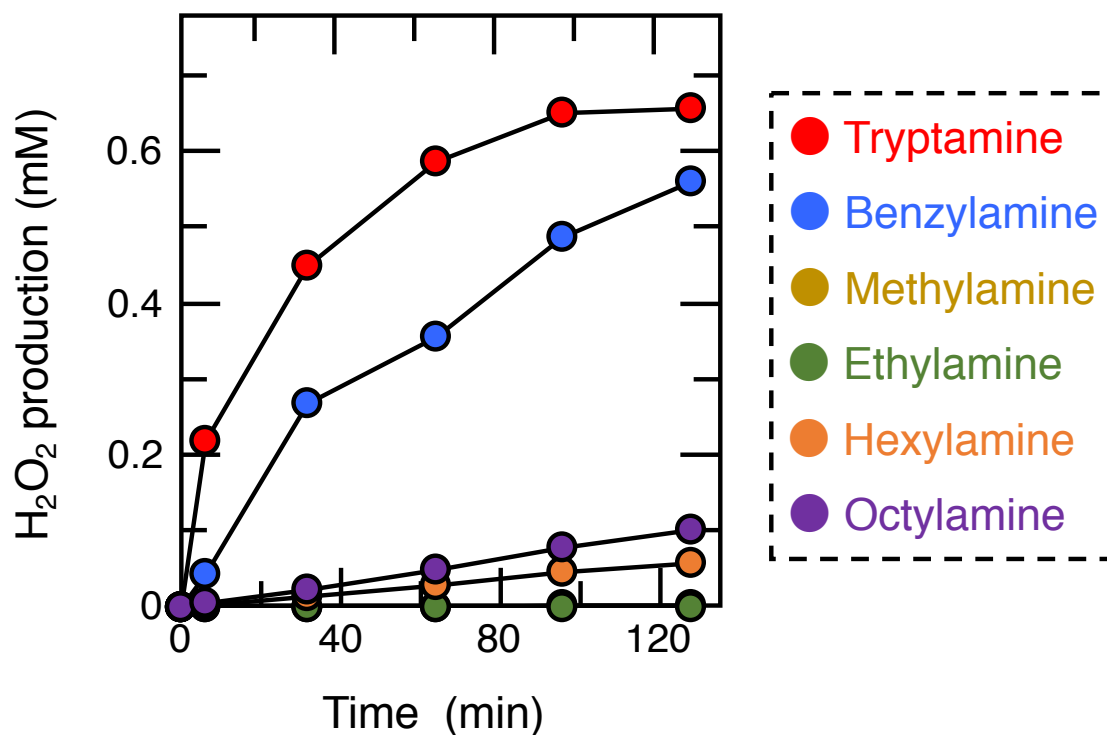 H₂O₂ production (mM)
0.6
0.4
0.2
0
0 40 80 120
Time (min)
Tryptamine
Benzylamine
Methylamine
Ethylamine
Hexylamine
Octylamine